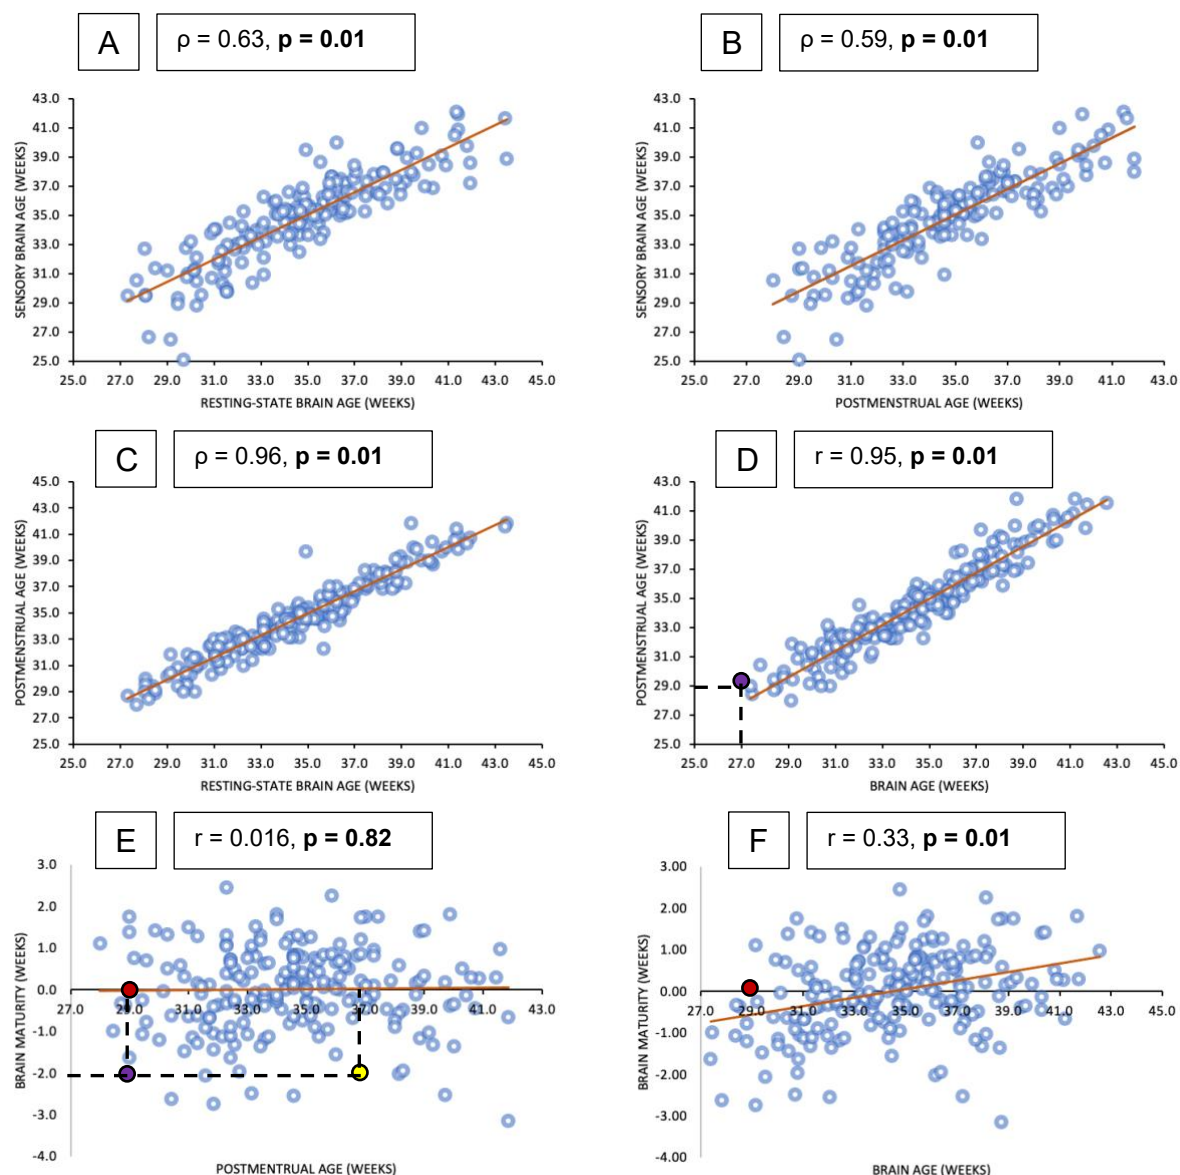 A
ρ = 0.63, p = 0.01
43.0
41.0
39.0
37.0
35.0
33.0
31.0
29.0
27.0
25.0
SENSORY BRAIN AGE (WEEKS)
25.0 27.0 29.0 31.0 33.0 35.0 37.0 39.0 41.0 43.0 45.0
RESTING-STATE BRAIN AGE (WEEKS)
B
ρ = 0.59, p = 0.01
43.0
41.0
39.0
37.0
35.0
33.0
31.0
29.0
27.0
25.0
SENSORY BRAIN AGE (WEEKS)
25.0 27.0 29.0 31.0 33.0 35.0 37.0 39.0 41.0 43.0
POSTMENSTRUAL AGE (WEEKS)
C
ρ = 0.96, p = 0.01
45.0
43.0
41.0
39.0
37.0
35.0
33.0
31.0
29.0
27.0
25.0
POSTMENSTRUAL AGE (WEEKS)
25.0 27.0 29.0 31.0 33.0 35.0 37.0 39.0 41.0 43.0 45.0
RESTING-STATE BRAIN AGE (WEEKS)
D
r = 0.95, p = 0.01
43.0
41.0
39.0
37.0
35.0
33.0
31.0
29.0
27.0
25.0
POSTMENSTRUAL AGE (WEEKS)
25.0 27.0 29.0 31.0 33.0 35.0 37.0 39.0 41.0 43.0 45.0
BRAIN AGE (WEEKS)
E
r = 0.016, p = 0.82
3.0
2.0
1.0
0.0
-1.0
-2.0
-3.0
-4.0
BRAIN MATURITY (WEEKS)
27.0 29.0 31.0 33.0 35.0 37.0 39.0 41.0 43.0
POSTMENTRUAL AGE (WEEKS)
F
r = 0.33, p = 0.01
3.00
2.00
1.00
0.00
-1.00
-2.00
-3.00
-4.00
BRAIN MATURITY (WEEKS)
27.0 29.0 31.0 33.0 35.0 37.0 39.0 41.0 43.0 45.0
BRAIN AGE (WEEKS)